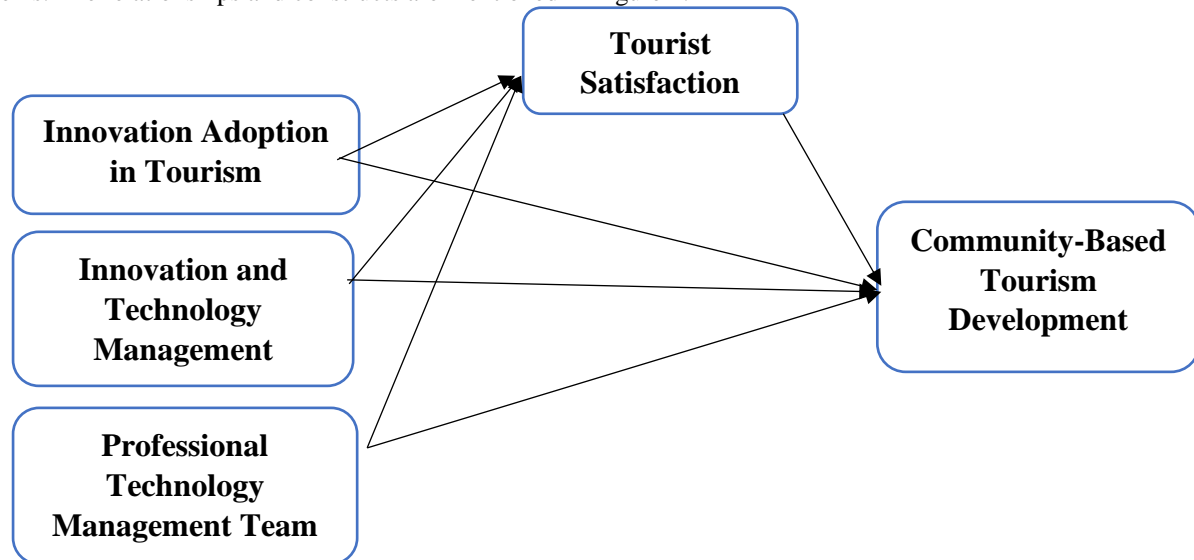 Tourist
Satisfaction
Innovation Adoption
in Tourism
Innovation and
Technology
Management
Community-Based
Tourism
Development
Professional
Technology
Management Team